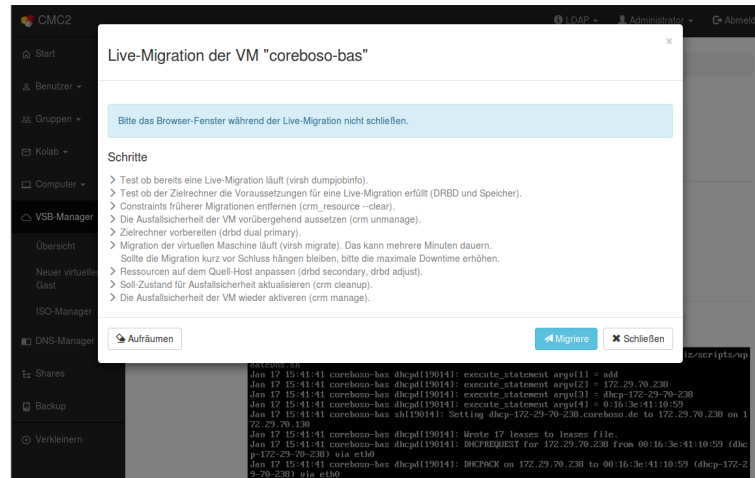 CMC2
LDAP
Administrator
Abmeld
Start
Benutzer
Gruppen
Kolab
Computer
VSB-Manager
Übersicht
Neuer virtueller
Gast
ISO-Manager
DNS-Manager
Shares
Backup
Verkleinern
×
Live-Migration der VM "coreboso-bas"
Bitte das Browser-Fenster während der Live-Migration nicht schließen.
Schritte
Test ob bereits eine Live-Migration läuft (virsh dumpjobinfo).
Test ob der Zielrechner die Voraussetzungen für eine Live-Migration erfüllt (DRBD und Speicher).
Constraints früherer Migrationen entfernen (crm_resource --clear).
Die Ausfallsicherheit der VM vorübergehend aussetzen (crm unmanage).
Zielrechner vorbereiten (drbd dual primary).
Migration der virtuellen Maschine läuft (virsh migrate). Das kann mehrere Minuten dauern.
Sollte die Migration kurz vor Schluss hängen bleiben, bitte die maximale Downtime erhöhen.
Ressourcen auf dem Quell-Host anpassen (drbd secondary, drbd adjust).
Soll-Zustand für Ausfallsicherheit aktualisieren (crm cleanup).
Die Ausfallsicherheit der VM wieder aktiveren (crm manage).
Aufräumen
Migriere
Schließen
iz/scripts/up
datedns.sh
Jan 17 15:41:41 coreboso-bas dhcpd[19014]: execute_statement argv[1] = add
Jan 17 15:41:41 coreboso-bas dhcpd[19014]: execute_statement argv[2] = 172.29.70.238
Jan 17 15:41:41 coreboso-bas dhcpd[19014]: execute_statement argv[3] = dhcp-172-29-70-238
Jan 17 15:41:41 coreboso-bas dhcpd[19014]: execute_statement argv[4] = 0:16:3e:41:10:59
Jan 17 15:41:41 coreboso-bas sh[19014]: Setting dhcp-172-29-70-238.coreboso.de to 172.29.70.238 on 1
72.29.70.130
Jan 17 15:41:41 coreboso-bas dhcpd[19014]: Wrote 17 leases to leases file.
Jan 17 15:41:41 coreboso-bas dhcpd[19014]: DHCPREQUEST for 172.29.70.238 from 00:16:3e:41:10:59 (dhc
p-172-29-70-238) via eth0
Jan 17 15:41:41 coreboso-bas dhcpd[19014]: DHCPACK on 172.29.70.238 to 00:16:3e:41:10:59 (dhcp-172-2
9-70-238) via eth0